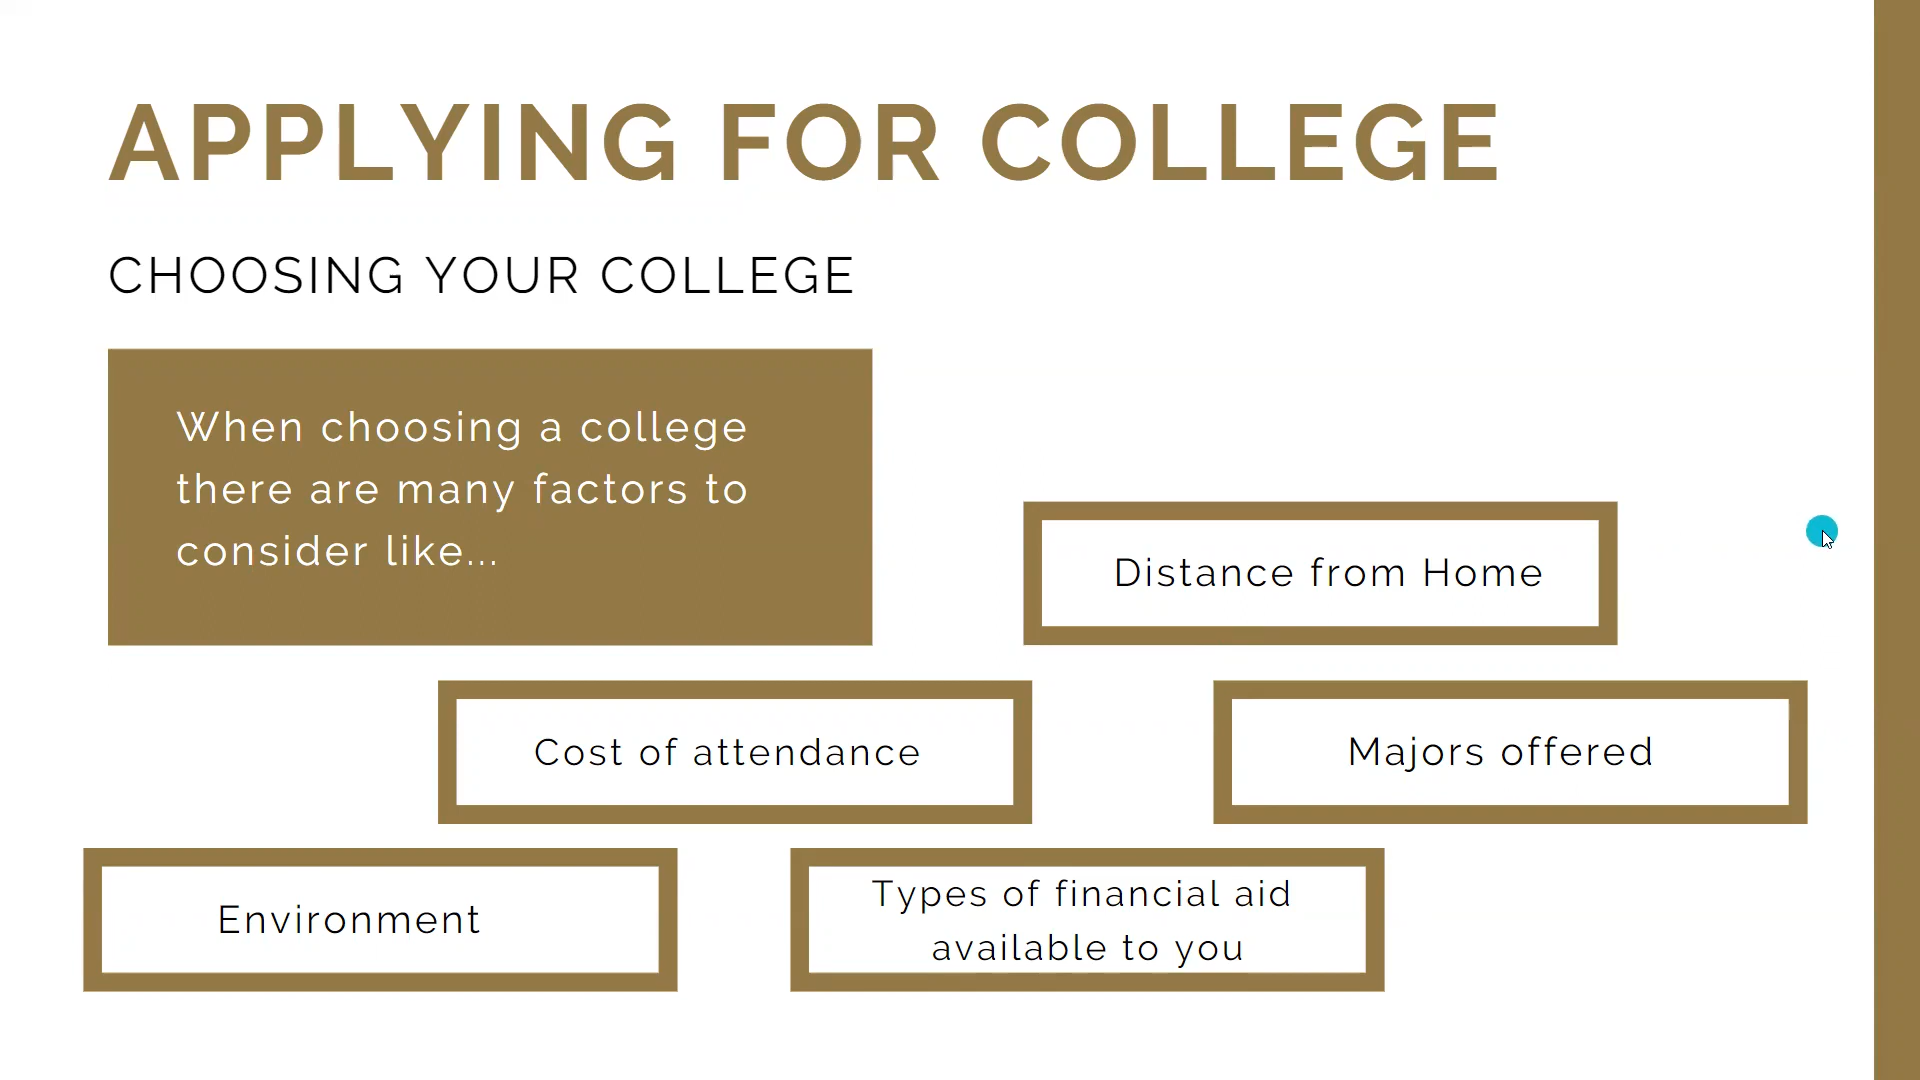 APPLYING FOR COLLEGE
CHOOSING YOUR COLLEGE
When choosing a college
there are many factors to
consider like...
Distance from Home
Cost of attendance
Majors offered
Environment
Types of financial aid
available to you